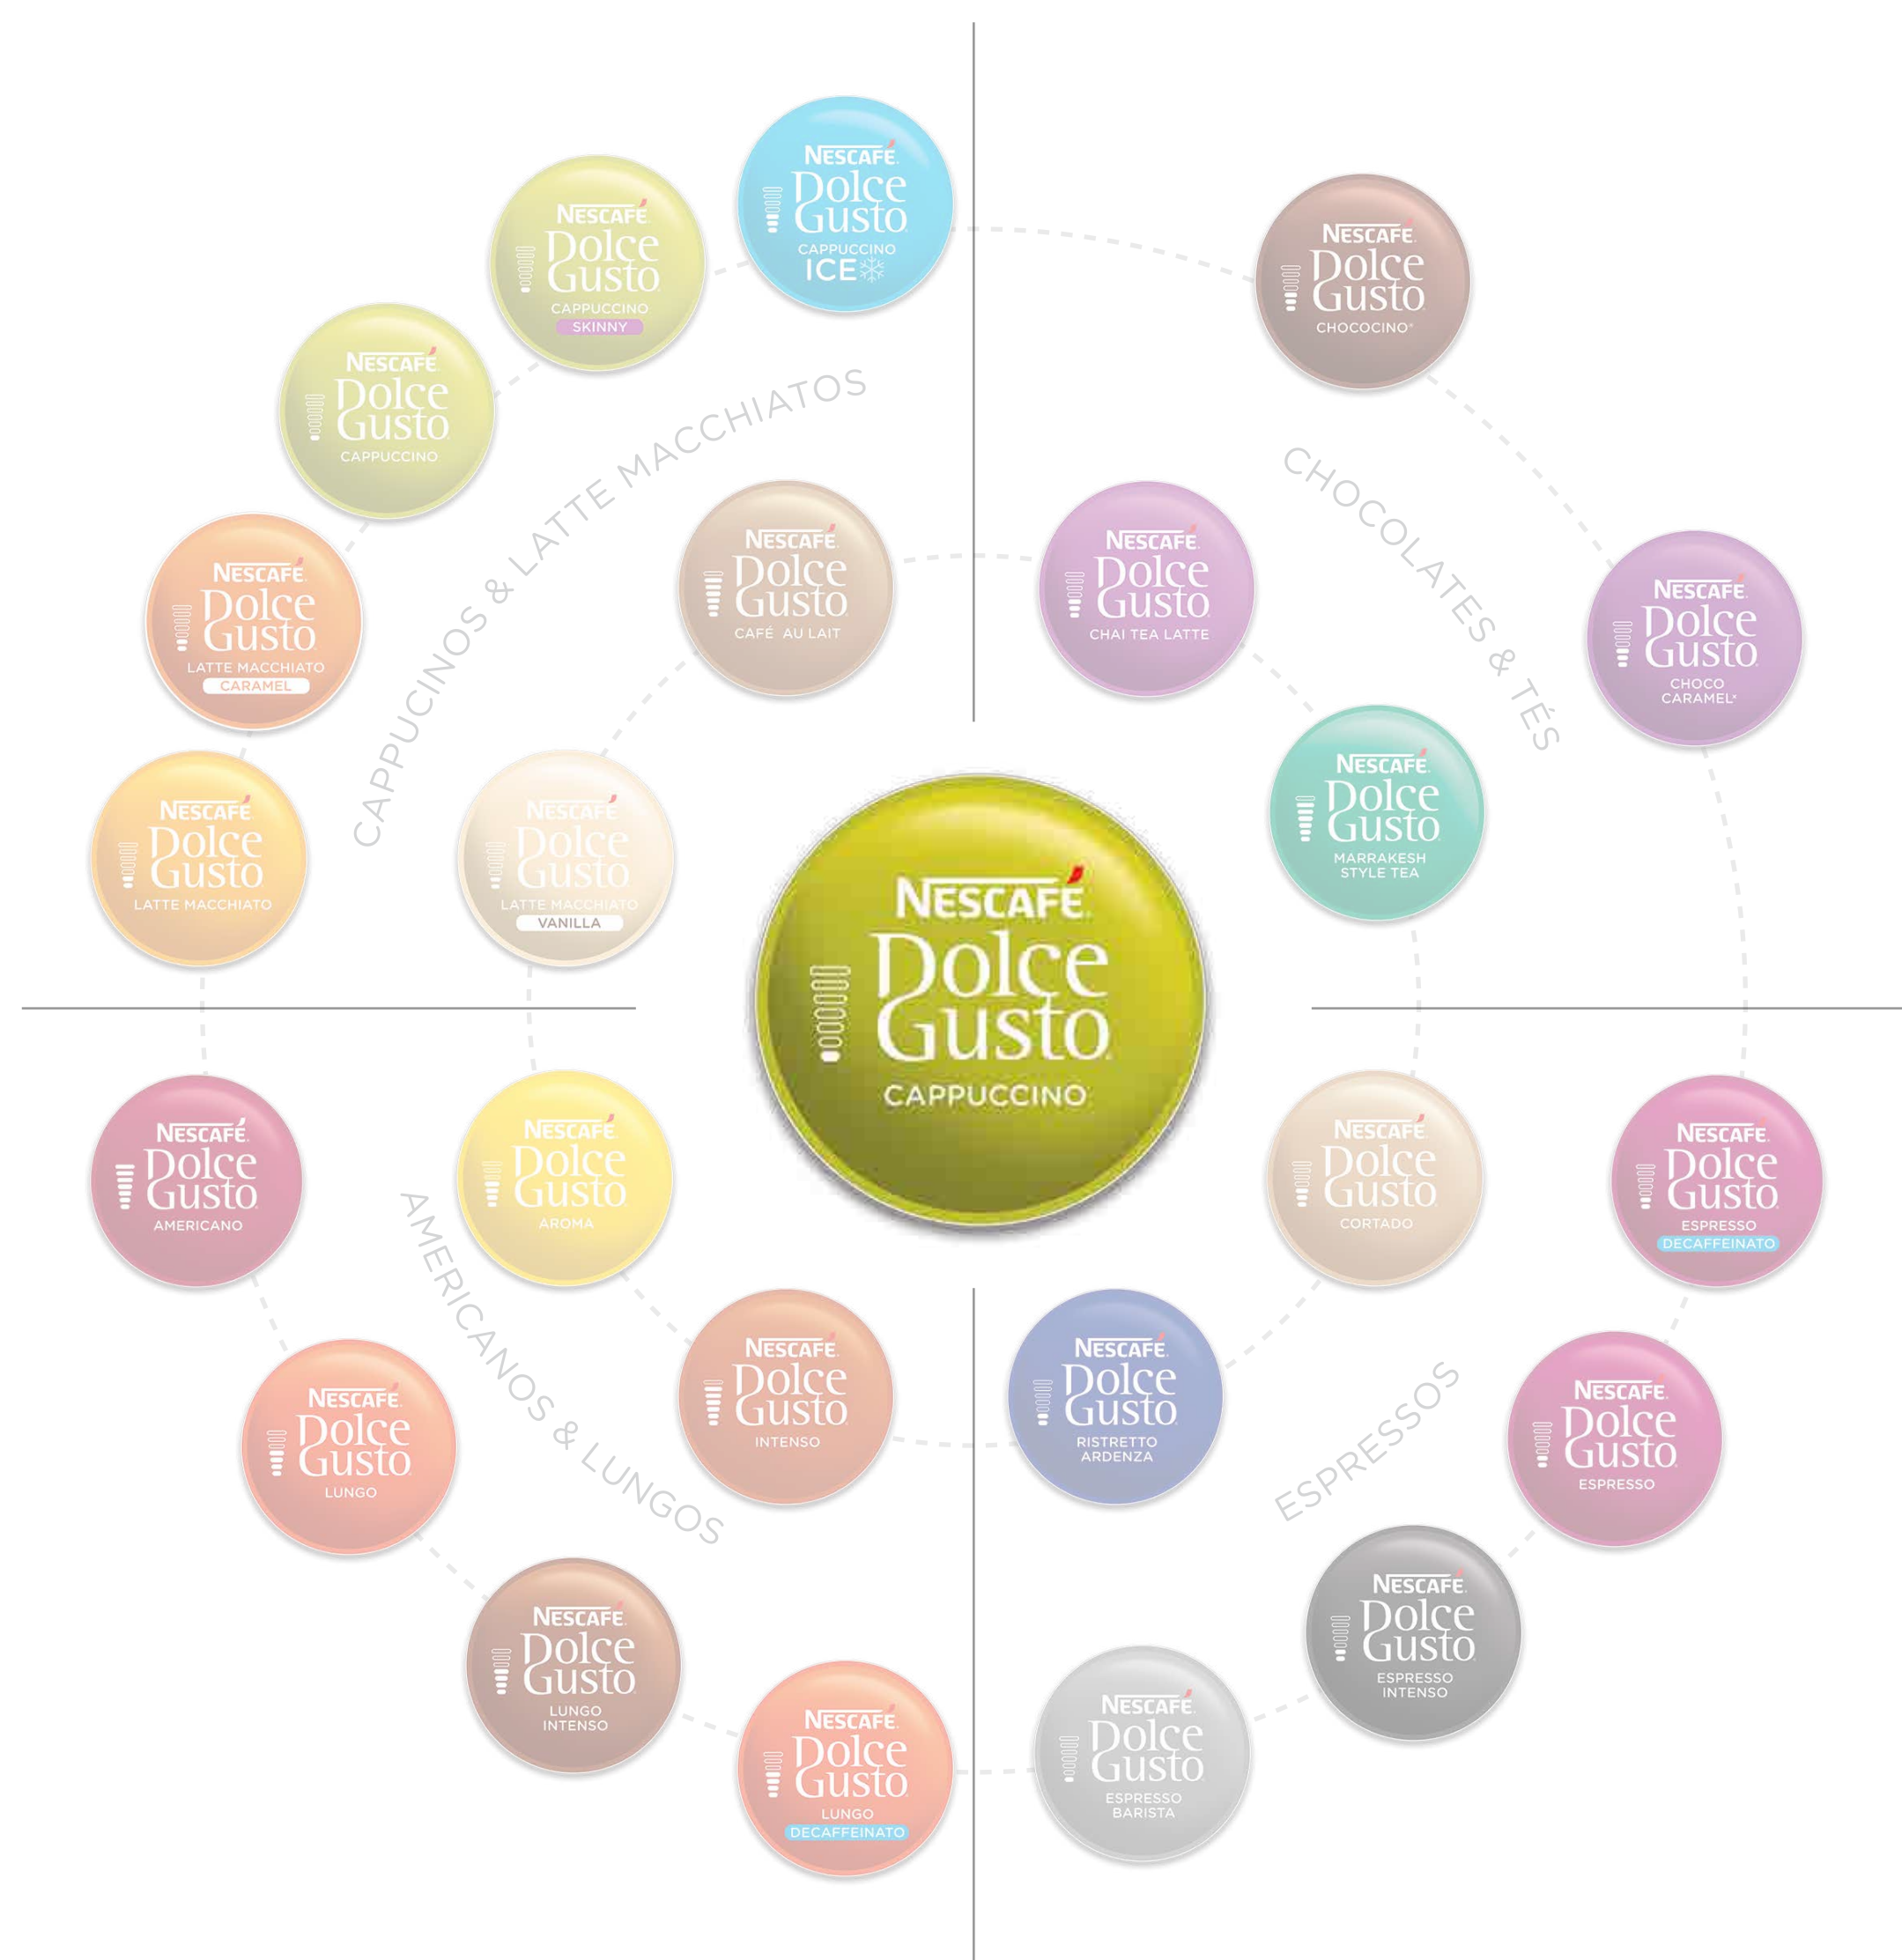 NESCAFÉ.
Dolce
Gusto
CAPPUCCINO
ICE
NESCAFÉ.
Dolce
Gusto
CAPPUCCINO
SKINNY
NESCAFÉ.
Dolce
Gusto
CAPPUCCINO
NESCAFÉ.
Dolce
Gusto
LATTE MACCHIATO
CARAMEL
NESCAFÉ.
Dolce
Gusto
LATTE MACCHIATO
CAPPUCINOS & LATTE MACCHIATOS
NESCAFÉ.
Dolce
Gusto
CAFÉ AU LAIT
NESCAFÉ.
Dolce
Gusto
LATTE MACCHIATO
VANILLA
NESCAFÉ.
Dolce
Gusto
CHOCOCINO®
CHOCOLATES & TÉS
NESCAFÉ.
Dolce
Gusto
CHAI TEA LATTE
NESCAFÉ.
Dolce
Gusto
CHOCO
CARAMEL*
NESCAFÉ.
Dolce
Gusto
MARRAKESH
STYLE TEA
NESCAFÉ.
Dolce
Gusto
CAPPUCCINO
NESCAFÉ.
Dolce
Gusto
AMERICANO
NESCAFÉ.
Dolce
Gusto
AROMA
AMERICANOS & LUNGOS
NESCAFÉ.
Dolce
Gusto
INTENSO
NESCAFÉ.
Dolce
Gusto
LUNGO
NESCAFÉ.
Dolce
Gusto
LUNGO
INTENSO
NESCAFÉ.
Dolce
Gusto
LUNGO
DECAFFEINATO
NESCAFÉ.
Dolce
Gusto
CORTADO
NESCAFÉ.
Dolce
Gusto
ESPRESSO
DECAFFEINATO
NESCAFÉ.
Dolce
Gusto
RISTRETTO
ARDENZA
ESPRESSOS
NESCAFÉ.
Dolce
Gusto
ESPRESSO
NESCAFÉ.
Dolce
Gusto
ESPRESSO
INTENSO
NESCAFÉ.
Dolce
Gusto
ESPRESSO
BARISTA